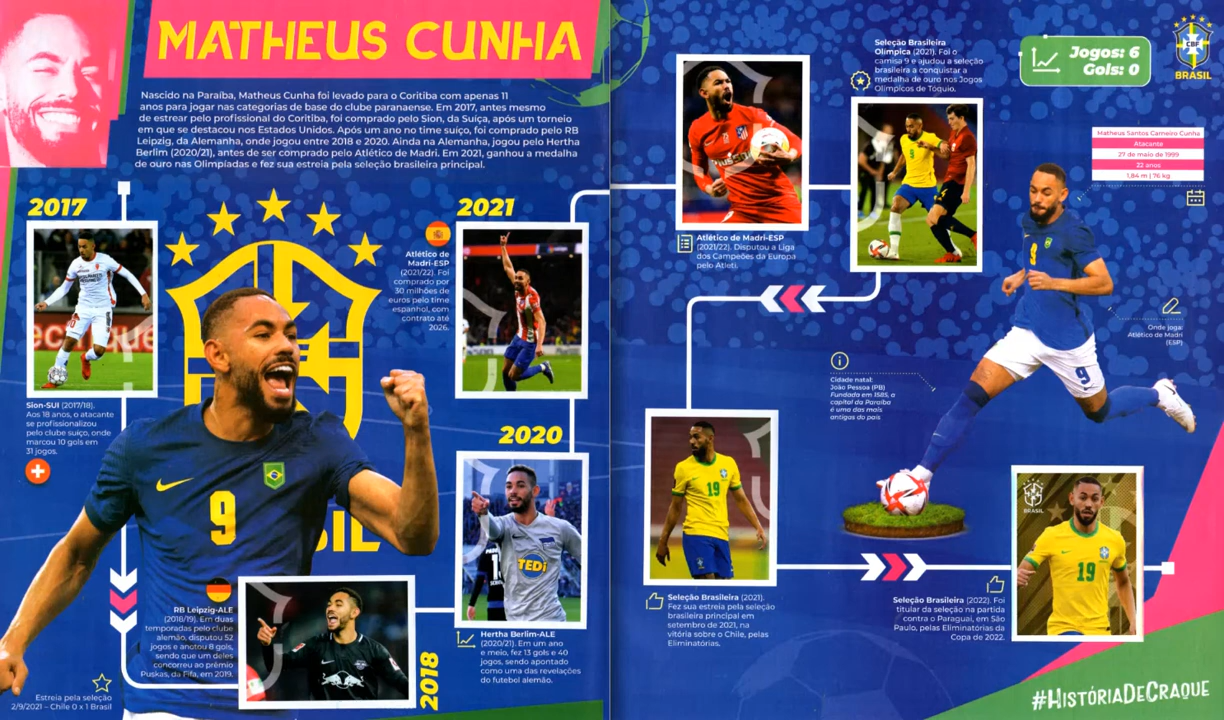 MATHEUS CUNHA
Nascido na Paraíba, Matheus Cunha foi levado para o Coritiba com apenas 11
anos para jogar nas categorias de base do clube paranaense. Em 2017, antes mesmo
de estrear pelo profissional do Coritiba, foi comprado pelo Sion, da Suíça, após um torneio
em que se destacou nos Estados Unidos. Após um ano no time suíço, foi comprado pelo RB
Leipzig, da Alemanha, onde jogou entre 2018 e 2020. Ainda na Alemanha, jogou pelo Hertha
Berlim (2020/21), antes de ser comprado pelo Atlético de Madri. Em 2021, ganhou a medalha
de ouro nas Olimpíadas e fez sua estreia pela seleção brasileira principal.
2017
Sion-SUI (2017/18).
Aos 18 anos, o atacante
se profissionalizou
pelo clube suíço, onde
marcou 10 gols em
31 jogos.
9
RB Leipzig-ALE
(2018/19). Em duas
temporadas pelo clube
alemão, disputou 52
jogos e anotou 8 gols,
sendo que um deles
concorreu ao prêmio
Puskas, da Fifa, em 2019.
2018
Estreia pela seleção
2/9/2021 – Chile 0 x 1 Brasil
2020
TEDi
Hertha Berlim-ALE
(2020/21). Em um ano
e meio, fez 13 gols e 40
jogos, sendo apontado
como uma das revelações
do futebol alemão.
2021
Atlético de
Madri-ESP
(2021/22). Foi
comprado por
30 milhões de
euros pelo time
espanhol, com
contrato até
2026.
Atlético de Madri-ESP
(2021/22). Disputou a Liga
dos Campeões da Europa
pelo Atleti.
Seleção Brasileira
Olímpica (2021). Foi o
camisa 9 e ajudou a seleção
brasileira a conquistar a
medalha de ouro nos Jogos
Olímpicos de Tóquio.
19
Seleção Brasileira (2021).
Fez sua estreia pela seleção
brasileira principal em
setembro de 2021, na
vitória sobre o Chile, pelas
Eliminatórias.
Seleção Brasileira (2022). Foi
titular da seleção na partida
contra o Paraguai, em São
Paulo, pelas Eliminatórias da
Copa de 2022.
BRASIL
19
Jogos: 6
Gols: 0
CBF
BRASIL
Matheus Santos Carneiro Cunha
Atacante
27 de maio de 1999
22 anos
1,84 m | 76 kg
9
9
Onde joga:
Atlético de Madri
(ESP)
Cidade natal:
João Pessoa (PB)
Fundada em 1585, a
capital da Paraíba
é uma das mais
antigas do país
#HISTÓRIADECRAQUE